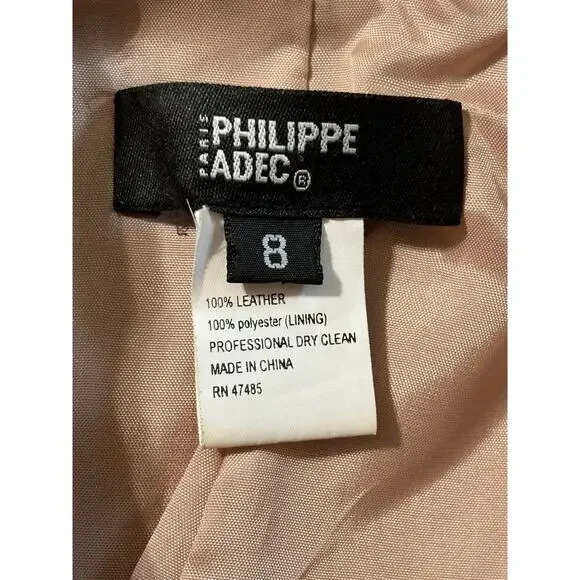 PARIS
PHILIPPE
ADEC®
8
100% LEATHER
100% polyester (LINING)
PROFESSIONAL DRY CLEAN
MADE IN CHINA
RN 47485